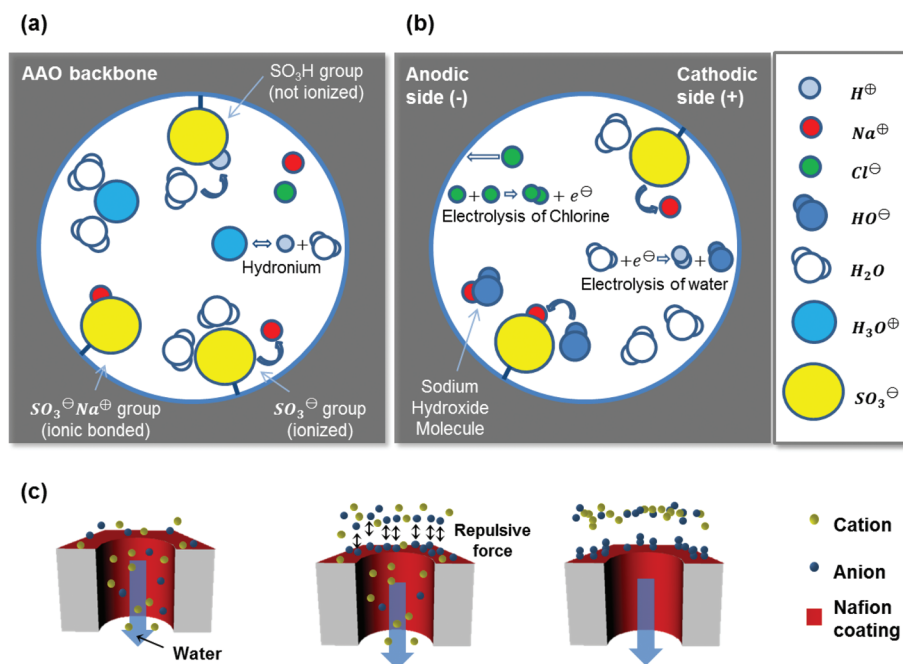 (a)
AAO backbone
SO₃H group
(not ionized)
⇔ +
Hydronium
SO₃⊖Na⊕ group
(ionic bonded)
SO₃⊖ group
(ionized)
(b)
Anodic
side (-)
Cathodic
side (+)
+ ⇨ + e⊖
Electrolysis of Chlorine
+e⊖⇨ +
Electrolysis of water
Sodium
Hydroxide
Molecule
H⊕
Na⊕
Cl⊖
HO⊖
H₂O
H₃O⊕
SO₃⊖
(c)
Water
Repulsive
force
Cation
Anion
Nafion
coating